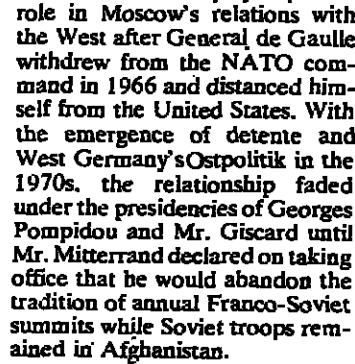 role in Moscow's relations with
the West after General de Gaulle
withdrew from the NATO com-
mand in 1966 and distanced him-
self from the United States. With
the emergence of detente and
West Germany's Ostpolitik in the
1970s, the relationship faded
under the presidencies of Georges
Pompidou and Mr. Giscard until
Mr. Mitterrand declared on taking
office that he would abandon the
tradition of annual Franco-Soviet
summits while Soviet troops rem-
ained in Afghanistan.